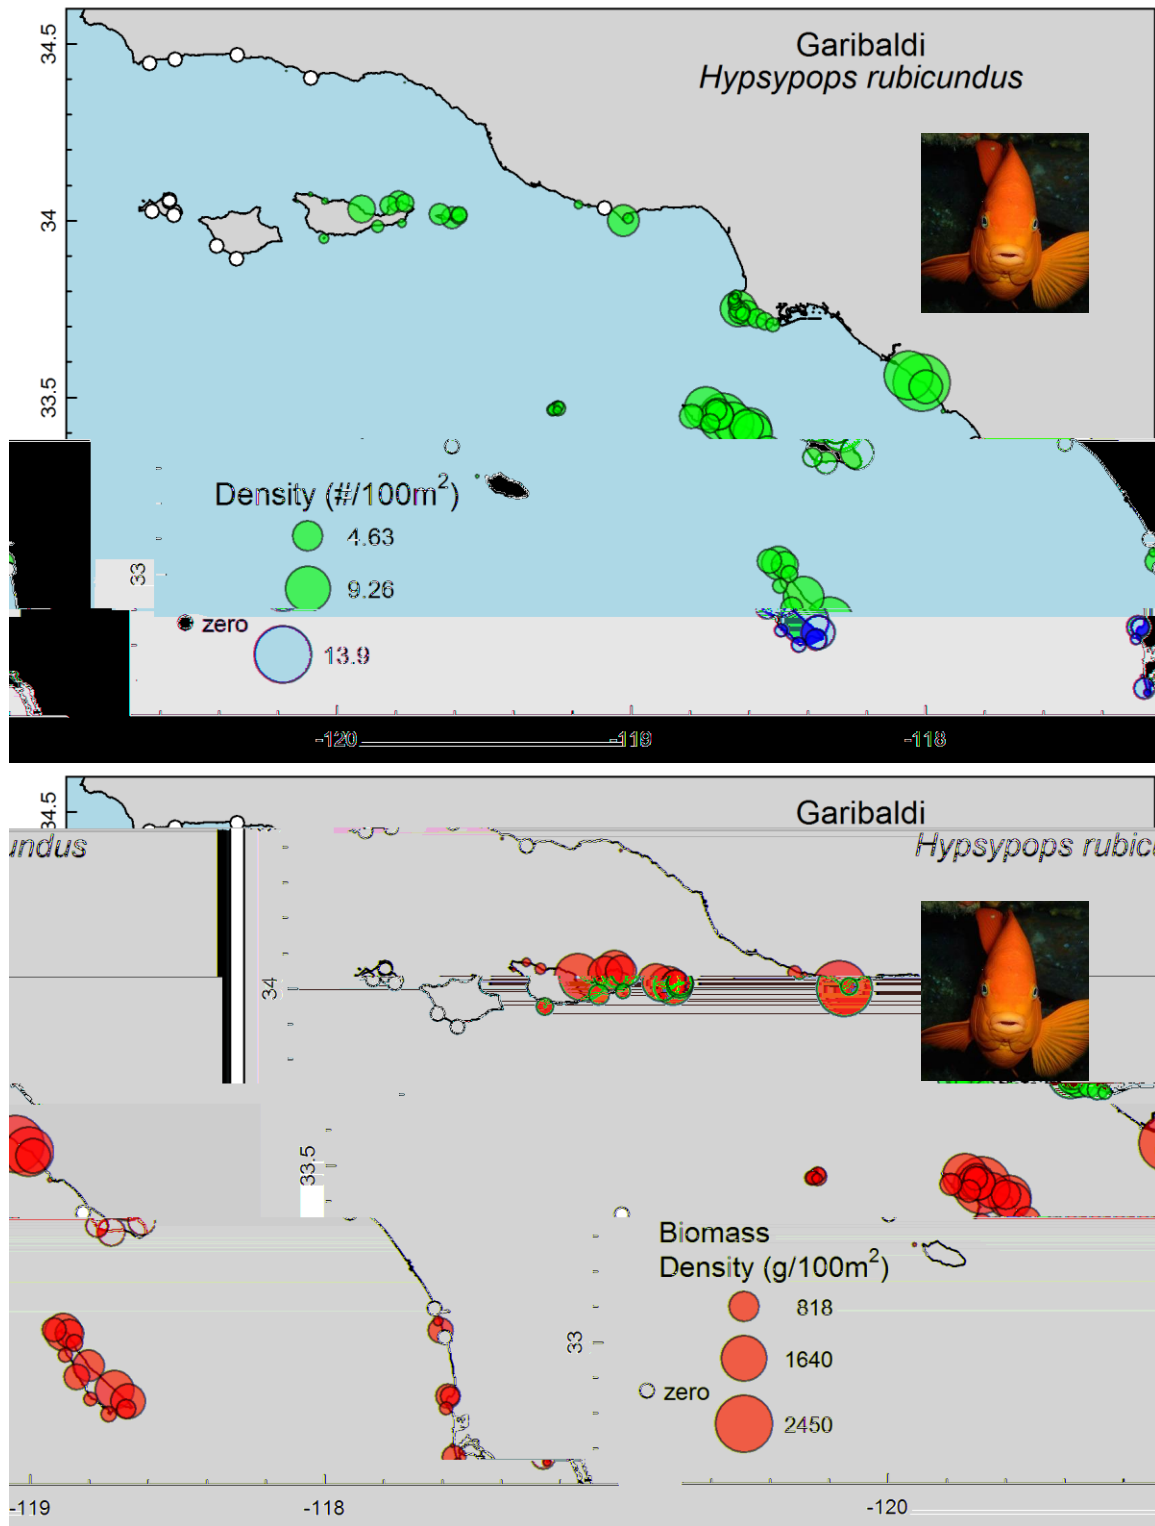 34.5
Garibaldi
Hypsypops rubicundus
34
33.5
Density (#/100m²)
4.63
33
9.26
zero
13.9
-120
-119
-118
34.5
Garibaldi
undus
Hypsypops rubic
34
33.5
Biomass
Density (g/100m²)
818
33
1640
zero
2450
-119
-118
-120